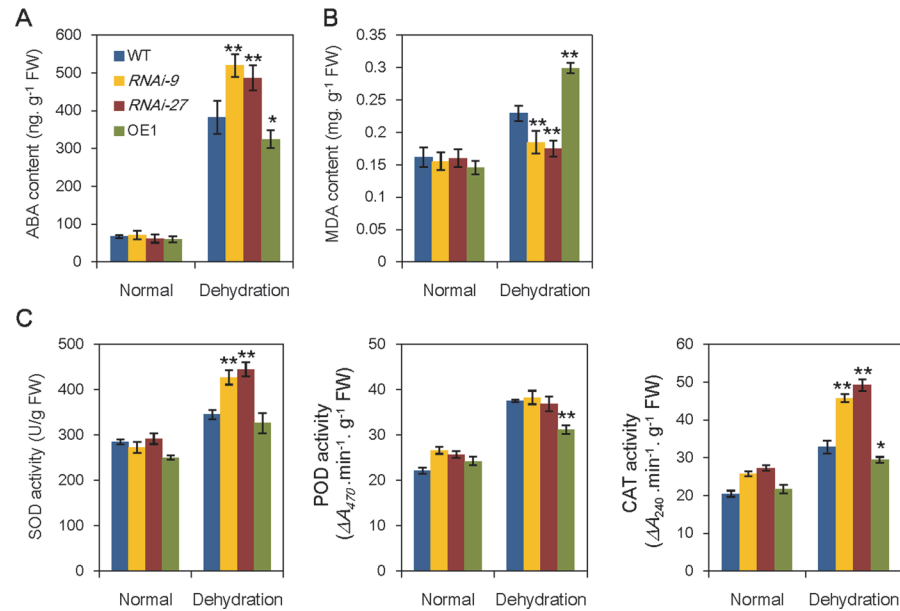 A
B
600
500
400
300
200
100
0
ABA content (ng. g⁻¹ FW)
WT
RNAi-9
RNAi-27
OE1
**
**
*
Normal
Dehydration
0.35
0.3
0.25
0.2
0.15
0.1
0.05
0
MDA content (mg. g⁻¹ FW)
**
**
**
Normal
Dehydration
C
500
400
300
200
100
0
SOD activity (U/g FW)
**
**
Normal
Dehydration
40
30
20
10
0
POD activity
(ΔA₄₇₀ .min⁻¹. g⁻¹ FW)
**
Normal
Dehydration
60
50
40
30
20
10
0
CAT activity
(ΔA₂₄₀ .min⁻¹. g⁻¹ FW)
**
**
*
Normal
Dehydration